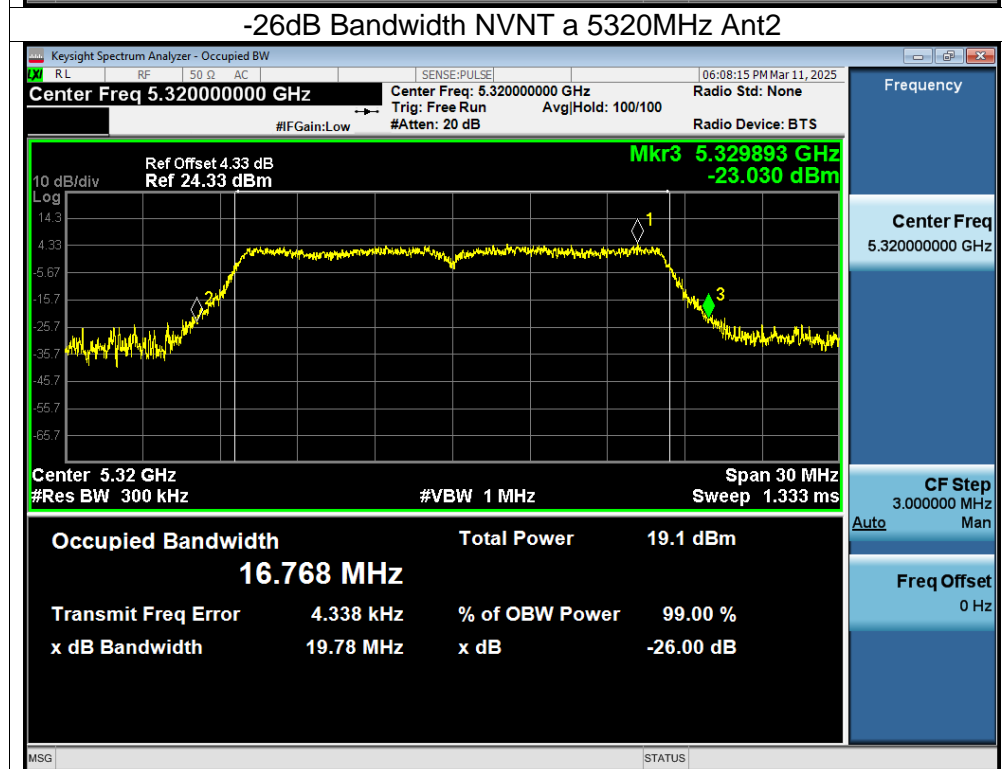 -26dB Bandwidth NVNT a 5320MHz Ant2
Keysight Spectrum Analyzer - Occupied BW
LXI RL RF 50 Ω AC SENSE:PULSE 06:08:15 PM Mar 11, 2025
Center Freq 5.320000000 GHz
Center Freq: 5.320000000 GHz
Radio Std: None
Trig: Free Run Avg|Hold: 100/100
#IFGain:Low
#Atten: 20 dB
Radio Device: BTS
Frequency
Mkr3 5.329893 GHz
-23.030 dBm
Ref Offset 4.33 dB
10 dB/div Ref 24.33 dBm
Log
14.3
4.33
-5.67
-15.7
-25.7
-35.7
-45.7
-55.7
-65.7
1
2
3
Center 5.32 GHz
Span 30 MHz
#Res BW 300 kHz
#VBW 1 MHz
Sweep 1.333 ms
Center Freq
5.320000000 GHz
CF Step
3.000000 MHz
Auto Man
Freq Offset
0 Hz
Occupied Bandwidth
16.768 MHz
Total Power 19.1 dBm
Transmit Freq Error 4.338 kHz
% of OBW Power 99.00 %
x dB Bandwidth 19.78 MHz
x dB -26.00 dB
MSG
STATUS